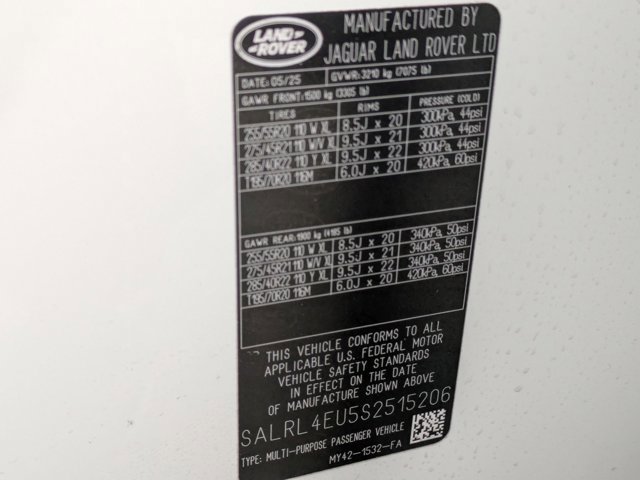 LAND ROVER
MANUFACTURED BY
JAGUAR LAND ROVER LTD
DATE: 05/25 GVWR: 3210 kg (7075 lb)
GAWR FRONT: 1500 kg (3305 lb)
TIRES RIMS PRESSURE (COLD)
255/55R20 110 W XL 8.5J x 20 300kPa, 44psi
275/45R21 110 W/V XL 9.5J x 21 300kPa, 44psi
285/40R22 110 Y XL 9.5J x 22 300kPa, 44psi
T195/70R20 116M 6.0J x 20 420kPa, 60psi
GAWR REAR: 1900 kg (4185 lb)
255/55R20 110 W XL 8.5J x 20 340kPa, 50psi
275/45R21 110 W/V XL 9.5J x 21 340kPa, 50psi
285/40R22 110 Y XL 9.5J x 22 340kPa, 50psi
T195/70R20 116M 6.0J x 20 420kPa, 60psi
THIS VEHICLE CONFORMS TO ALL
APPLICABLE U.S. FEDERAL MOTOR
VEHICLE SAFETY STANDARDS
IN EFFECT ON THE DATE
OF MANUFACTURE SHOWN ABOVE
SALRL4EU5S2515206
TYPE: MULTI-PURPOSE PASSENGER VEHICLE
MY42-1532-FA